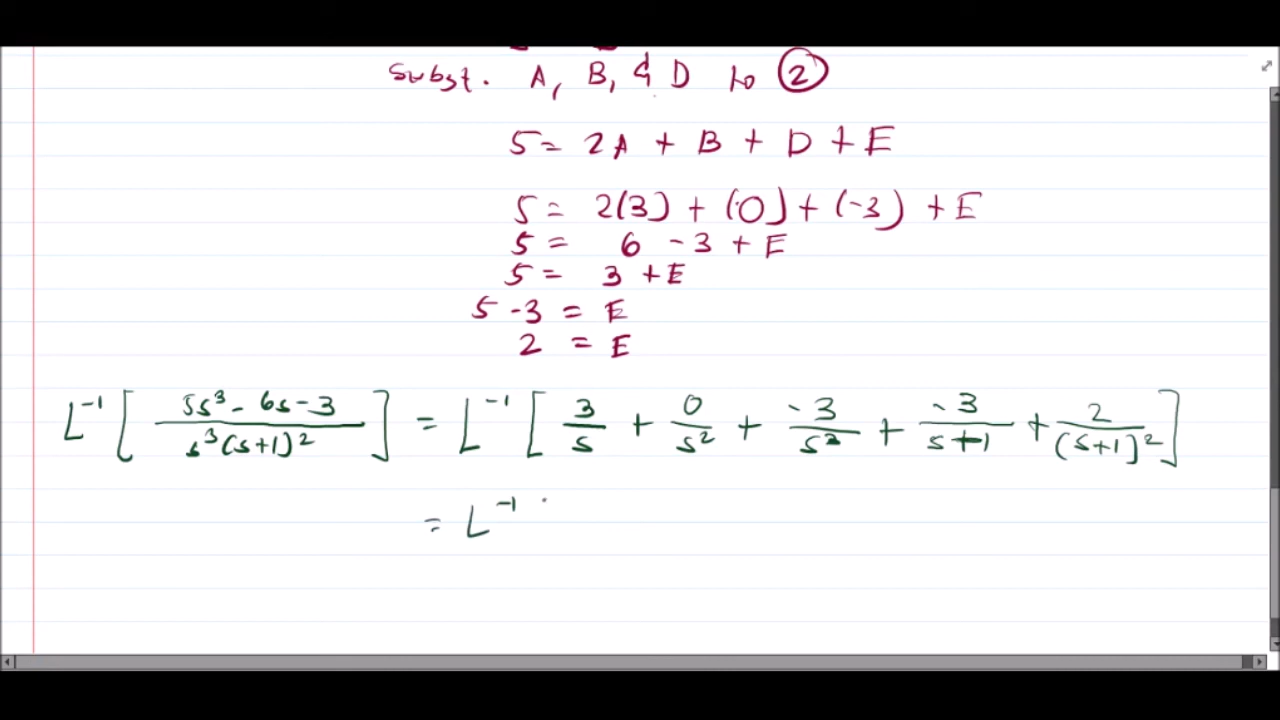 Subst. A, B, & D to ②
5 = 2A + B + D + E
5 = 2(3) + (0) + (-3) + E
5 = 6 - 3 + E
5 = 3 + E
5 - 3 = E
2 = E
L⁻¹ [ (5s³ - 6s - 3) / (s³(s+1)²) ] = L⁻¹ [ 3/s + 0/s² + -3/s³ + -3/(s+1) + 2/(s+1)² ]
= L⁻¹